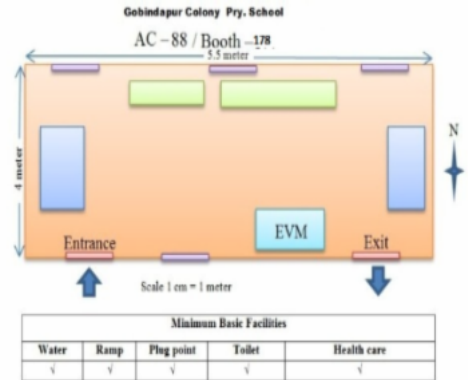 Gobindapur Colony Pry. School
AC – 88 / Booth –178
5.5 meter
4 meter
N
EVM
Entrance
Exit
Scale 1 cm = 1 meter
Minimum Basic Facilities
Water Ramp Plug point Toilet Health care
√ √ √ √ √